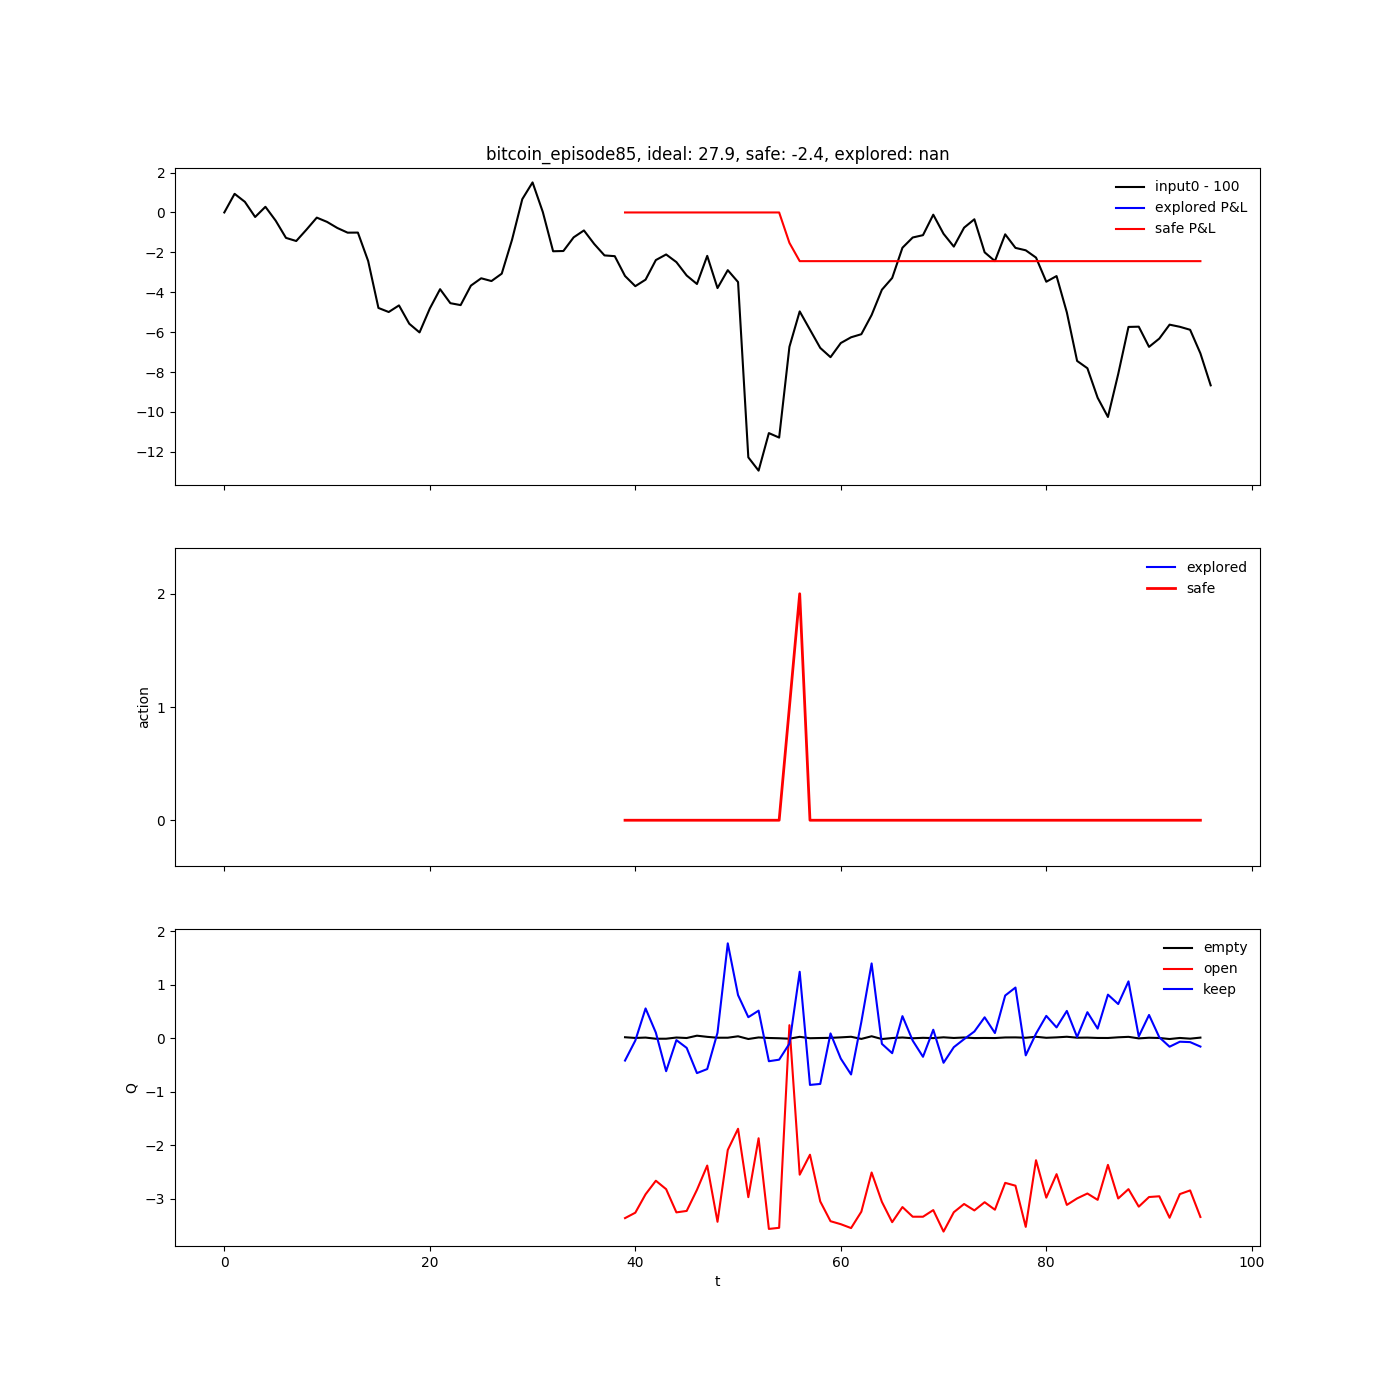 bitcoin_episode85, ideal: 27.9, safe: -2.4, explored: nan
2
0
−2
−4
−6
−8
−10
−12
input0 - 100
explored P&L
safe P&L
2
1
0
action
explored
safe
2
1
0
−1
−2
−3
Q
empty
open
keep
0 20 40 60 80 100
t